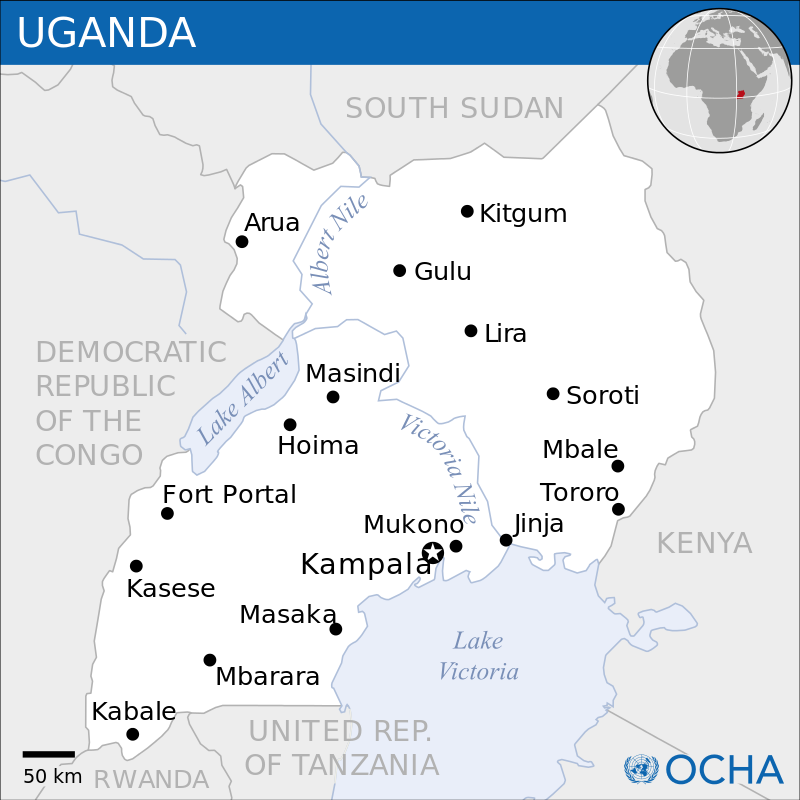 UGANDA
SOUTH SUDAN
Albert Nile
Kitgum
Arua
Gulu
Lira
DEMOCRATIC
REPUBLIC
OF THE
CONGO
Lake Albert
Masindi
Soroti
Hoima
Victoria Nile
Mbale
Fort Portal
Tororo
Mukono
Jinja
KENYA
Kampala
Kasese
Masaka
Lake
Victoria
Mbarara
Kabale
UNITED REP.
OF TANZANIA
50 km
RWANDA
OCHA